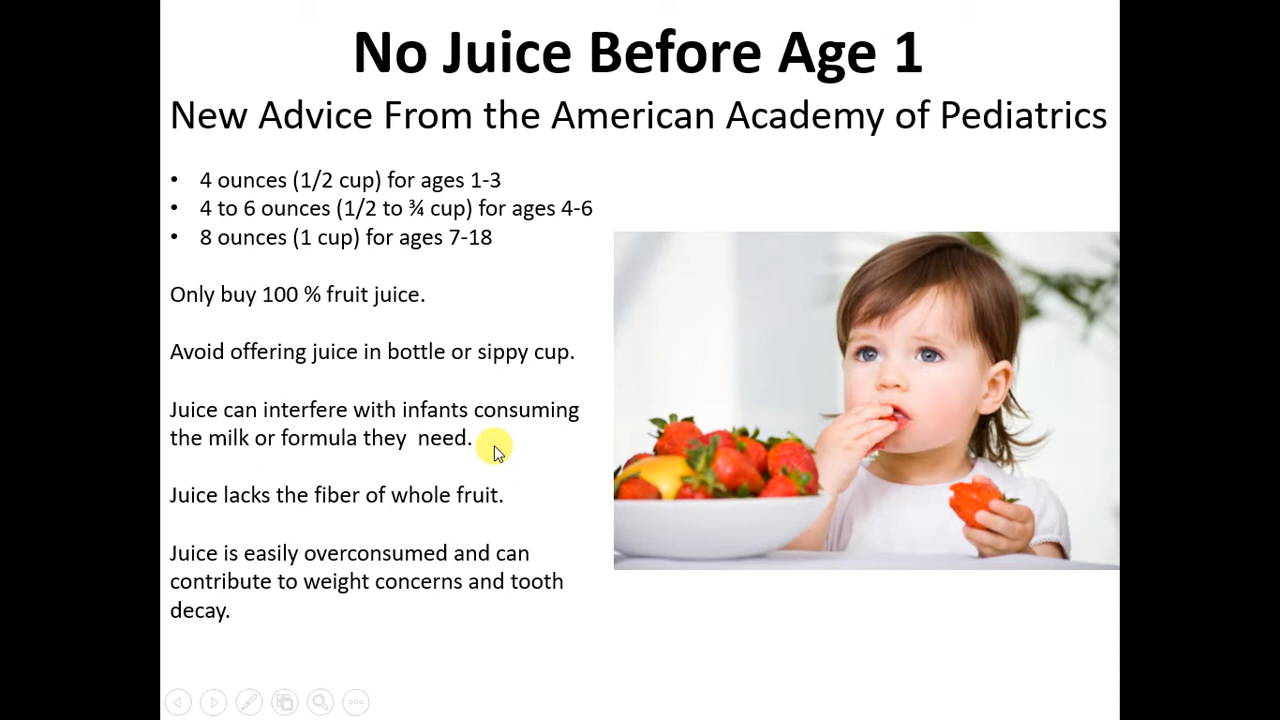 No Juice Before Age 1
New Advice From the American Academy of Pediatrics
• 4 ounces (1/2 cup) for ages 1-3
• 4 to 6 ounces (1/2 to ¾ cup) for ages 4-6
• 8 ounces (1 cup) for ages 7-18
Only buy 100 % fruit juice.
Avoid offering juice in bottle or sippy cup.
Juice can interfere with infants consuming
the milk or formula they  need.
Juice lacks the fiber of whole fruit.
Juice is easily overconsumed and can
contribute to weight concerns and tooth
decay.